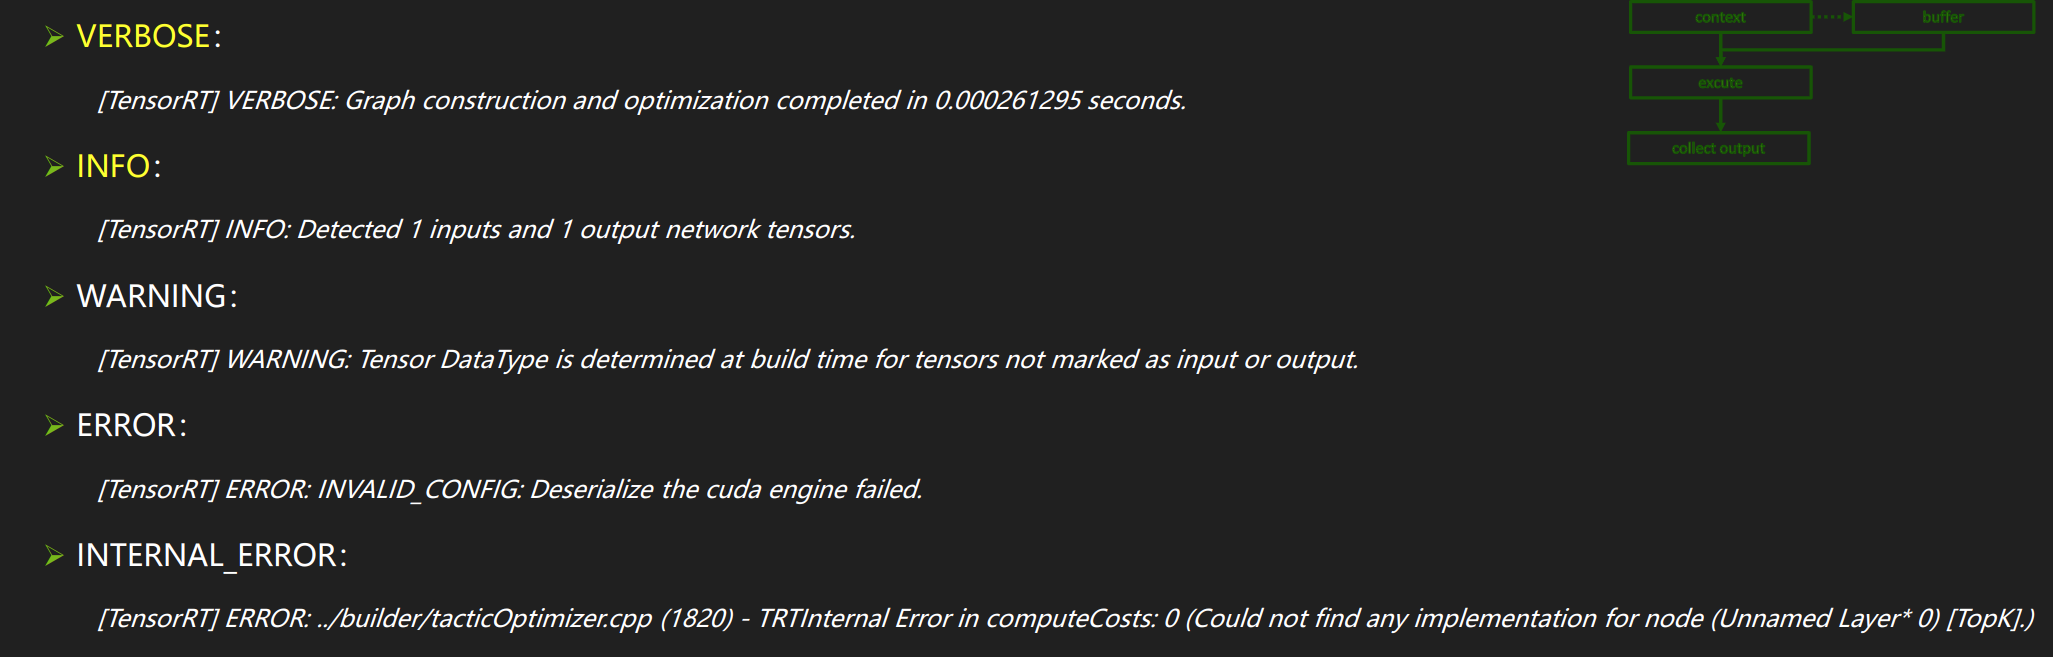 VERBOSE:
[TensorRT] VERBOSE: Graph construction and optimization completed in 0.000261295 seconds.
INFO:
[TensorRT] INFO: Detected 1 inputs and 1 output network tensors.
WARNING:
[TensorRT] WARNING: Tensor DataType is determined at build time for tensors not marked as input or output.
ERROR:
[TensorRT] ERROR: INVALID_CONFIG: Deserialize the cuda engine failed.
INTERNAL_ERROR:
[TensorRT] ERROR: ../builder/tacticOptimizer.cpp (1820) - TRTInternal Error in computeCosts: 0 (Could not find any implementation for node (Unnamed Layer* 0) [TopK].)
context
buffer
excute
collect output